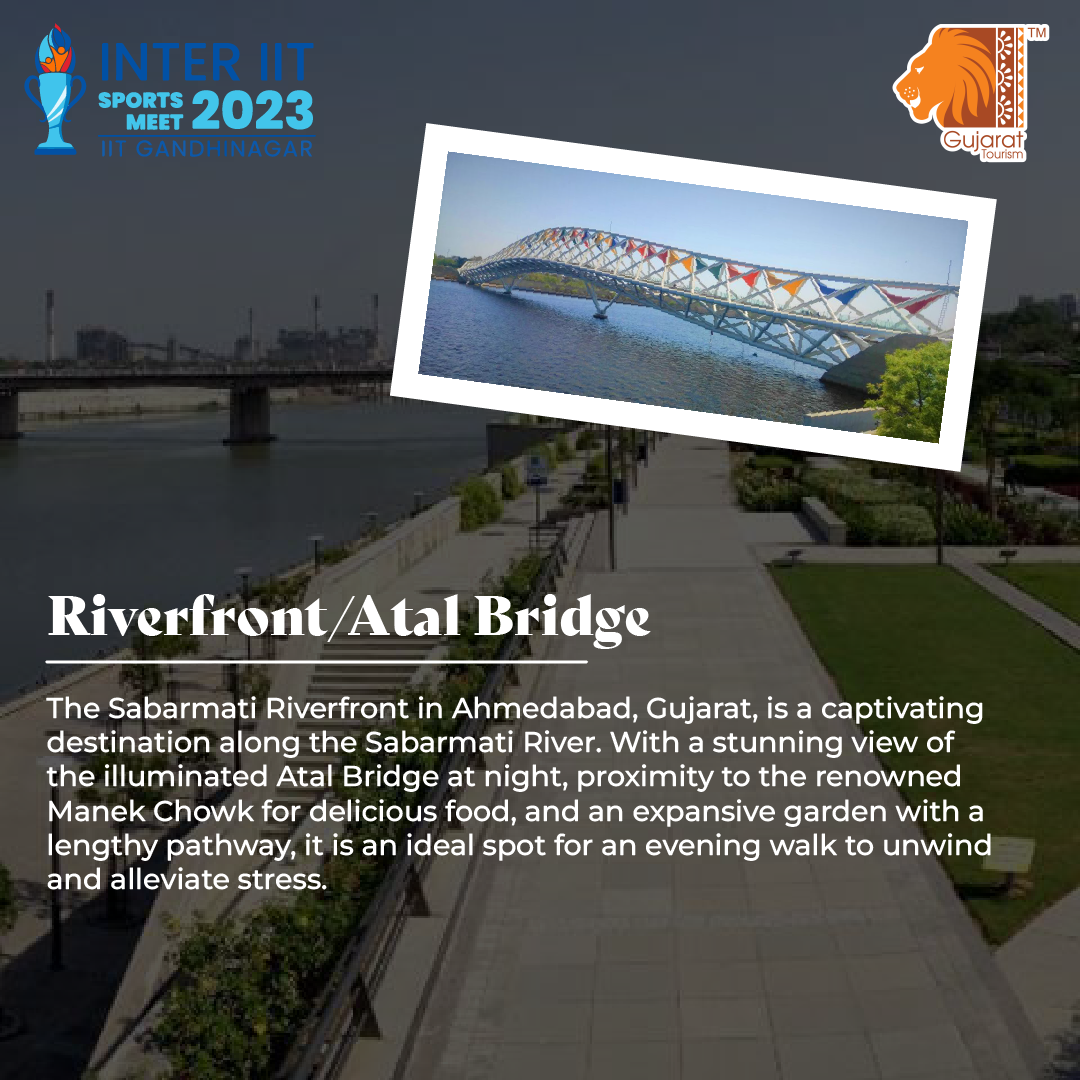 INTER IIT
SPORTS
MEET 2023
IIT GANDHINAGAR
TM
Gujarat
Tourism
Riverfront/Atal Bridge
The Sabarmati Riverfront in Ahmedabad, Gujarat, is a captivating
destination along the Sabarmati River. With a stunning view of
the illuminated Atal Bridge at night, proximity to the renowned
Manek Chowk for delicious food, and an expansive garden with a
lengthy pathway, it is an ideal spot for an evening walk to unwind
and alleviate stress.